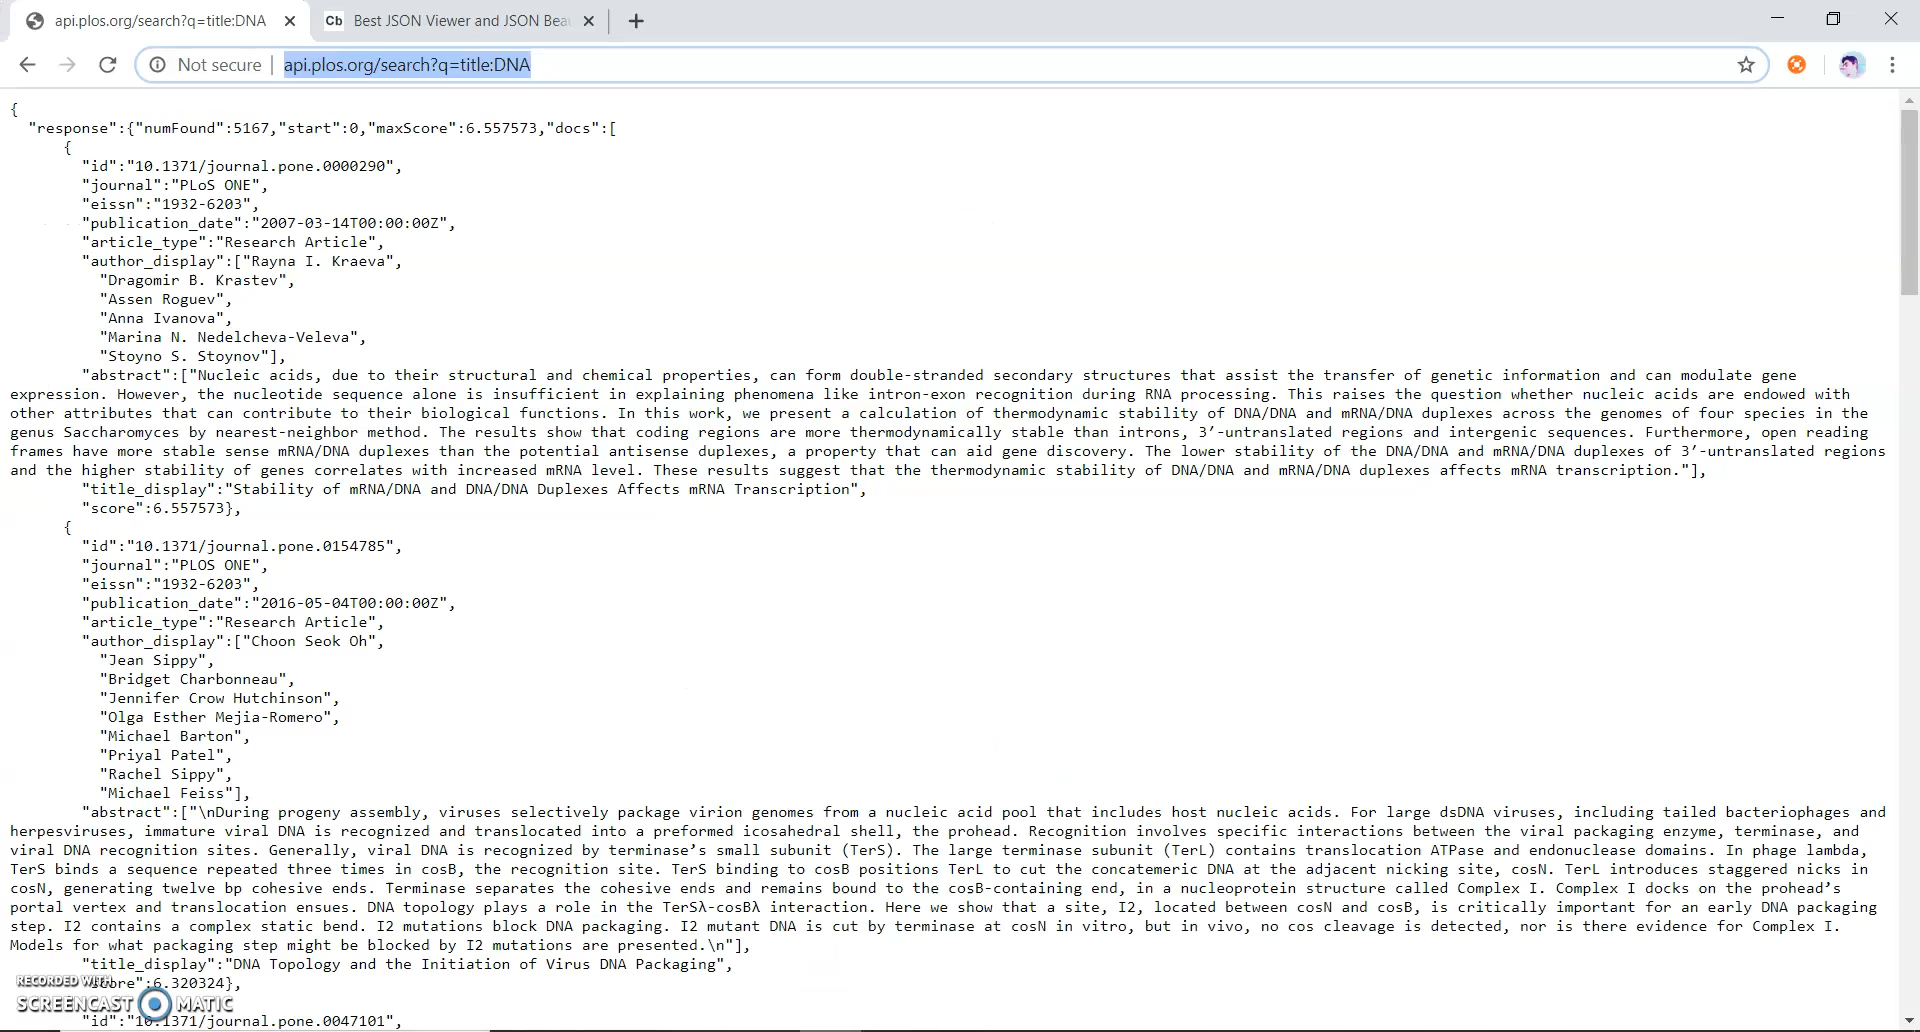 api.plos.org/search?q=title:DNA
Cb Best JSON Viewer and JSON Bea
Not secure | api.plos.org/search?q=title:DNA
{
"response":{"numFound":5167,"start":0,"maxScore":6.557573,"docs":[
{
"id":"10.1371/journal.pone.0000290",
"journal":"PLoS ONE",
"eissn":"1932-6203",
"publication_date":"2007-03-14T00:00:00Z",
"article_type":"Research Article",
"author_display":["Rayna I. Kraeva",
"Dragomir B. Krastev",
"Assen Roguev",
"Anna Ivanova",
"Marina N. Nedelcheva-Veleva",
"Stoyno S. Stoynov"],
"abstract":["Nucleic acids, due to their structural and chemical properties, can form double-stranded secondary structures that assist the transfer of genetic information and can modulate gene
expression. However, the nucleotide sequence alone is insufficient in explaining phenomena like intron-exon recognition during RNA processing. This raises the question whether nucleic acids are endowed with
other attributes that can contribute to their biological functions. In this work, we present a calculation of thermodynamic stability of DNA/DNA and mRNA/DNA duplexes across the genomes of four species in the
genus Saccharomyces by nearest-neighbor method. The results show that coding regions are more thermodynamically stable than introns, 3′-untranslated regions and intergenic sequences. Furthermore, open reading
frames have more stable sense mRNA/DNA duplexes than the potential antisense duplexes, a property that can aid gene discovery. The lower stability of the DNA/DNA and mRNA/DNA duplexes of 3′-untranslated regions
and the higher stability of genes correlates with increased mRNA level. These results suggest that the thermodynamic stability of DNA/DNA and mRNA/DNA duplexes affects mRNA transcription."],
"title_display":"Stability of mRNA/DNA and DNA/DNA Duplexes Affects mRNA Transcription",
"score":6.557573},
{
"id":"10.1371/journal.pone.0154785",
"journal":"PLOS ONE",
"eissn":"1932-6203",
"publication_date":"2016-05-04T00:00:00Z",
"article_type":"Research Article",
"author_display":["Choon Seok Oh",
"Jean Sippy",
"Bridget Charbonneau",
"Jennifer Crow Hutchinson",
"Olga Esther Mejia-Romero",
"Michael Barton",
"Priyal Patel",
"Rachel Sippy",
"Michael Feiss"],
"abstract":["\nDuring progeny assembly, viruses selectively package virion genomes from a nucleic acid pool that includes host nucleic acids. For large dsDNA viruses, including tailed bacteriophages and
herpesviruses, immature viral DNA is recognized and translocated into a preformed icosahedral shell, the prohead. Recognition involves specific interactions between the viral packaging enzyme, terminase, and
viral DNA recognition sites. Generally, viral DNA is recognized by terminase’s small subunit (TerS). The large terminase subunit (TerL) contains translocation ATPase and endonuclease domains. In phage lambda,
TerS binds a sequence repeated three times in cosB, the recognition site. TerS binding to cosB positions TerL to cut the concatemeric DNA at the adjacent nicking site, cosN. TerL introduces staggered nicks in
cosN, generating twelve bp cohesive ends. Terminase separates the cohesive ends and remains bound to the cosB-containing end, in a nucleoprotein structure called Complex I. Complex I docks on the prohead’s
portal vertex and translocation ensues. DNA topology plays a role in the TerSλ-cosBλ interaction. Here we show that a site, I2, located between cosN and cosB, is critically important for an early DNA packaging
step. I2 contains a complex static bend. I2 mutations block DNA packaging. I2 mutant DNA is cut by terminase at cosN in vitro, but in vivo, no cos cleavage is detected, nor is there evidence for Complex I.
Models for what packaging step might be blocked by I2 mutations are presented.\n"],
"title_display":"DNA Topology and the Initiation of Virus DNA Packaging",
RECORDED WITH
"score":6.320324},
SCREENCAST MATIC
"id":"10.1371/journal.pone.0047101",